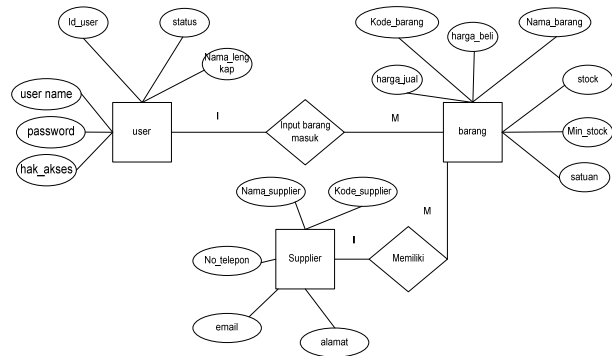 Id_user
status
Nama_leng
kap
user name
password
hak_akses
user
I
Input barang
masuk
M
Kode_barang
harga_beli
Nama_barang
harga_jual
stock
Min_stock
satuan
barang
Nama_supplier
Kode_supplier
No_telepon
Supplier
email
alamat
I
Memiliki
M